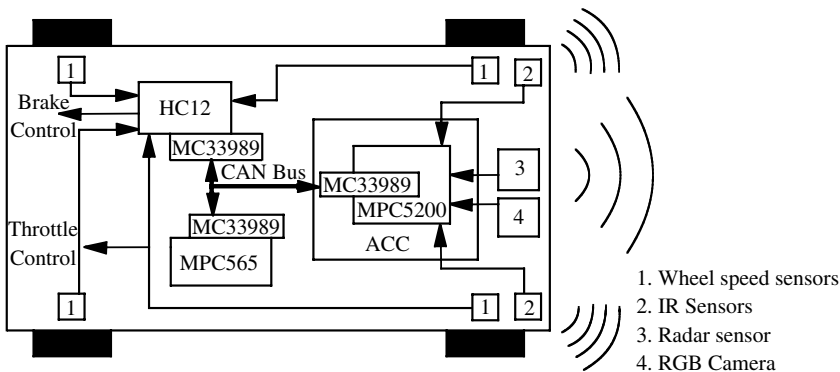 1
1
2
HC12
Brake
Control
MC33989
CAN Bus
3
MC33989
4
MPC5200
MC33989
Throttle
Control
ACC
MPC565
1
1
2
1. Wheel speed sensors
2. IR Sensors
3. Radar sensor
4. RGB Camera